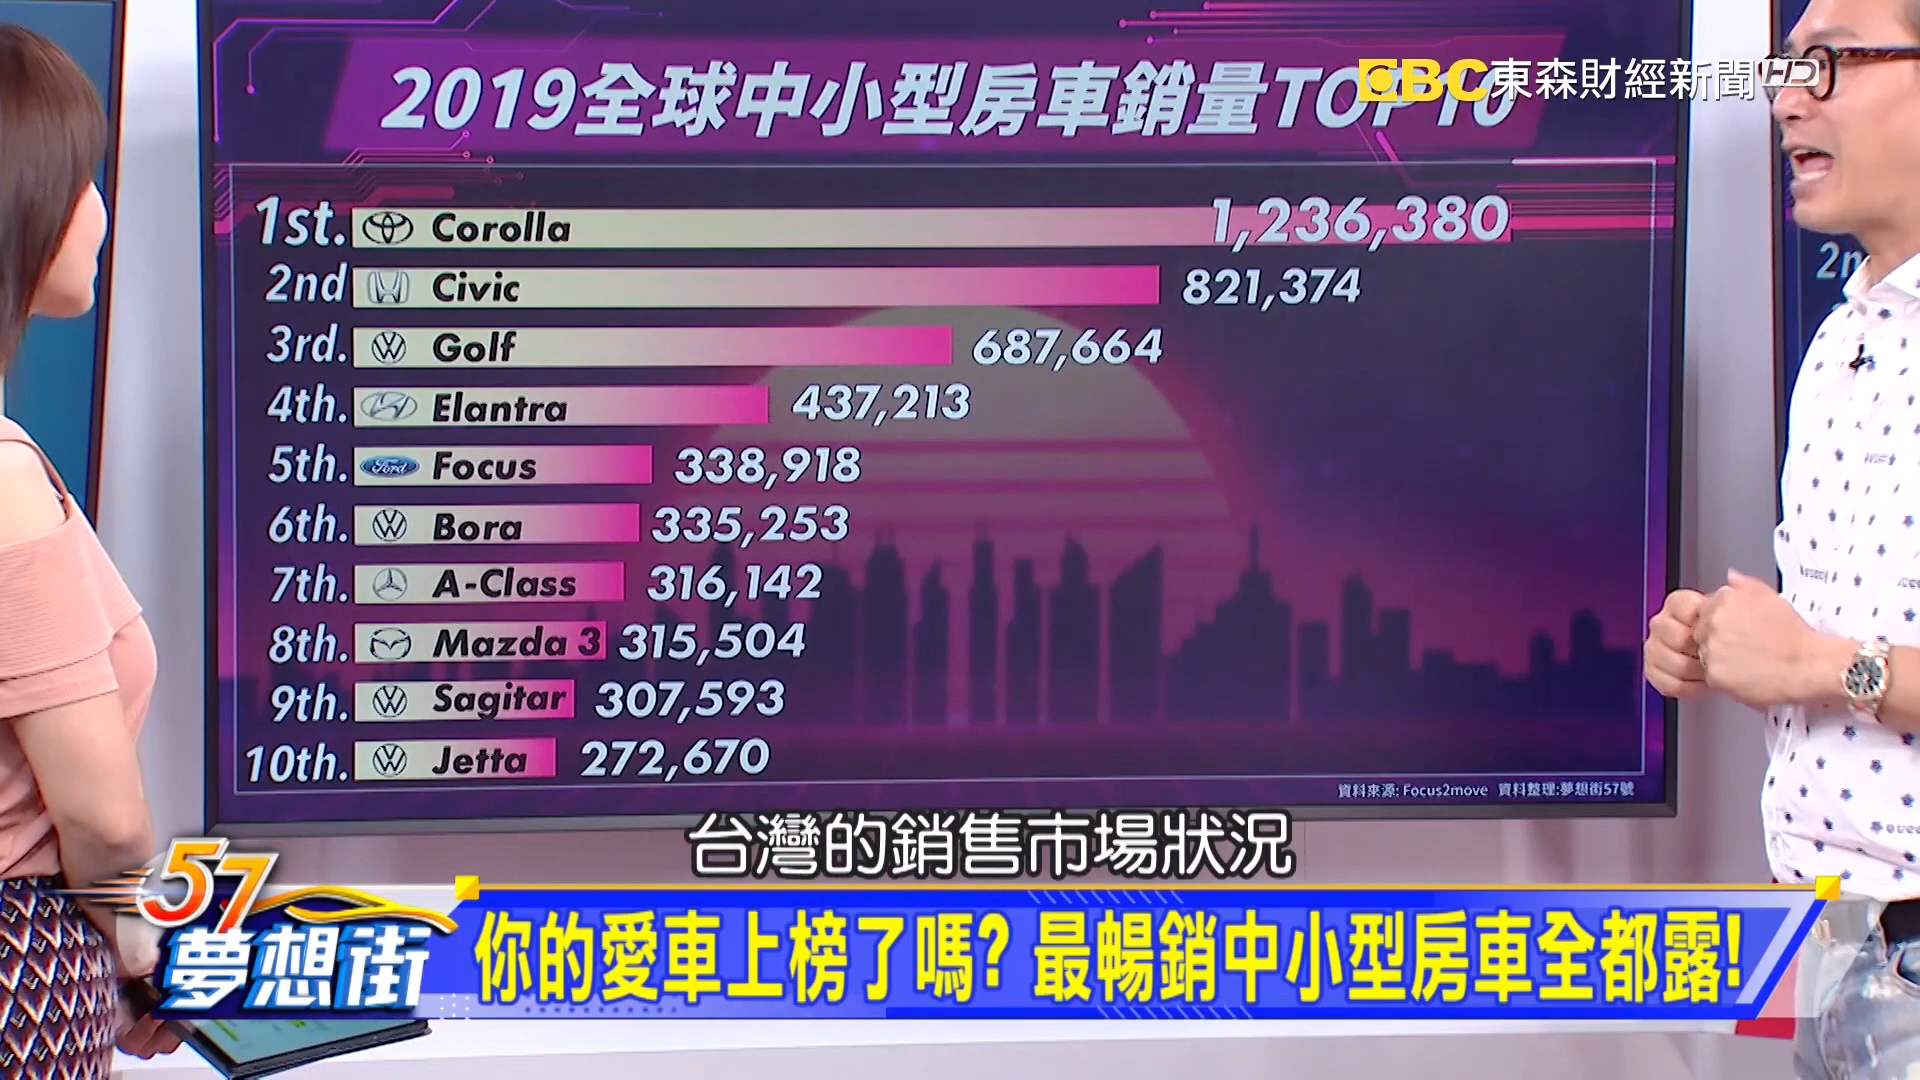 2019全球中小型房車銷量TOP10
EBC東森財經新聞HD
1st. Corolla 1,236,380
2nd Civic 821,374
3rd. Golf 687,664
4th. Elantra 437,213
5th. Ford Focus 338,918
6th. Bora 335,253
7th. A-Class 316,142
8th. Mazda 3 315,504
9th. Sagitar 307,593
10th. Jetta 272,670
資料來源: Focus2move 資料整理:夢想街57號
2n
台灣的銷售市場狀況
57夢想街
你的愛車上榜了嗎? 最暢銷中小型房車全都露!